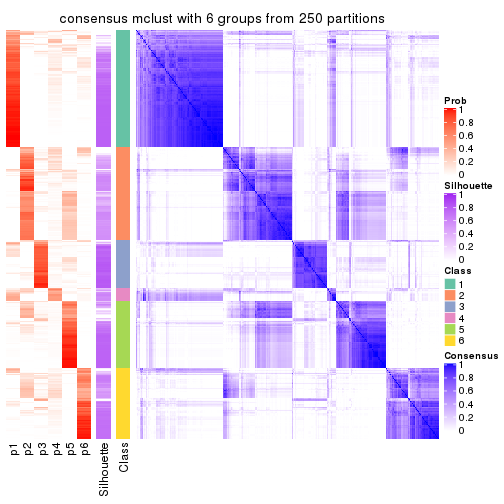 consensus mclust with 6 groups from 250 partitions
Prob
1
0.8
0.6
0.4
0.2
0
Silhouette
1
0.8
0.6
0.4
0.2
0
Class
1
2
3
4
5
6
Consensus
1
0.8
0.6
0.4
0.2
0
p1
p2
p3
p4
p5
p6
Silhouette
Class